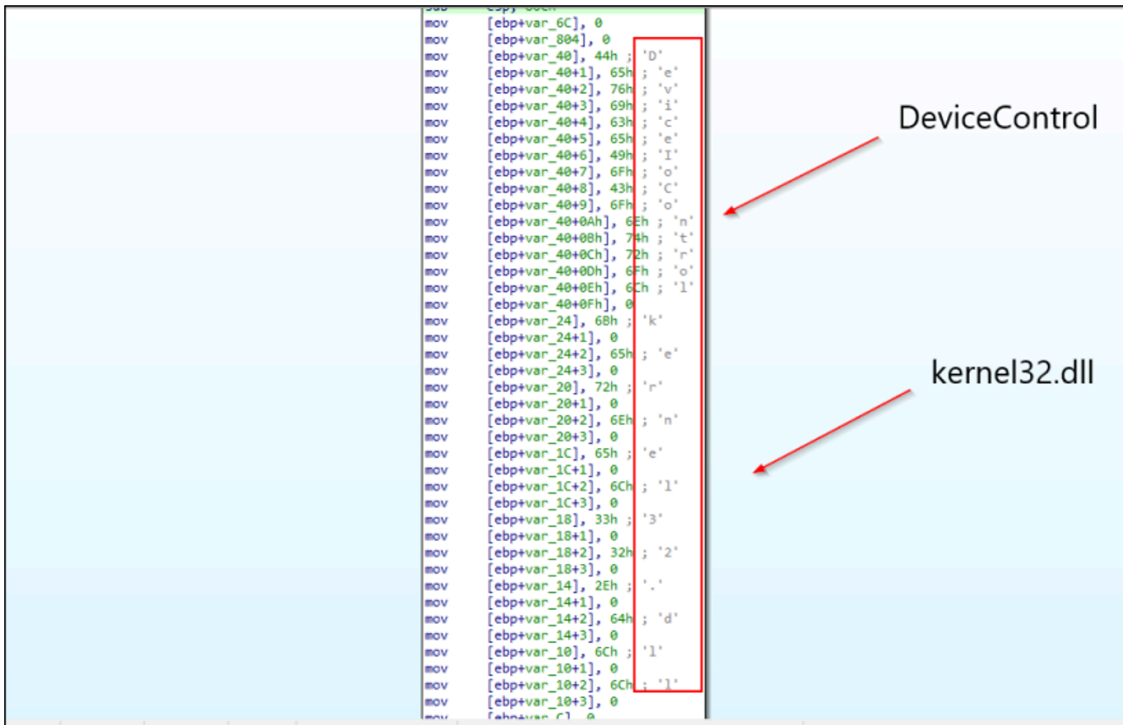 mov [ebp+var_6C], 0
mov [ebp+var_804], 0
mov [ebp+var_40], 44h ; 'D'
mov [ebp+var_40+1], 65h ; 'e'
mov [ebp+var_40+2], 76h ; 'v'
mov [ebp+var_40+3], 69h ; 'i'
mov [ebp+var_40+4], 63h ; 'c'
mov [ebp+var_40+5], 65h ; 'e'
mov [ebp+var_40+6], 49h ; 'I'
mov [ebp+var_40+7], 6Fh ; 'o'
mov [ebp+var_40+8], 43h ; 'C'
mov [ebp+var_40+9], 6Fh ; 'o'
mov [ebp+var_40+0Ah], 6Eh ; 'n'
mov [ebp+var_40+0Bh], 74h ; 't'
mov [ebp+var_40+0Ch], 72h ; 'r'
mov [ebp+var_40+0Dh], 6Fh ; 'o'
mov [ebp+var_40+0Eh], 6Ch ; 'l'
mov [ebp+var_40+0Fh], 0
mov [ebp+var_24], 6Bh ; 'k'
mov [ebp+var_24+1], 0
mov [ebp+var_24+2], 65h ; 'e'
mov [ebp+var_24+3], 0
mov [ebp+var_20], 72h ; 'r'
mov [ebp+var_20+1], 0
mov [ebp+var_20+2], 6Eh ; 'n'
mov [ebp+var_20+3], 0
mov [ebp+var_1C], 65h ; 'e'
mov [ebp+var_1C+1], 0
mov [ebp+var_1C+2], 6Ch ; 'l'
mov [ebp+var_1C+3], 0
mov [ebp+var_18], 33h ; '3'
mov [ebp+var_18+1], 0
mov [ebp+var_18+2], 32h ; '2'
mov [ebp+var_18+3], 0
mov [ebp+var_14], 2Eh ; '.'
mov [ebp+var_14+1], 0
mov [ebp+var_14+2], 64h ; 'd'
mov [ebp+var_14+3], 0
mov [ebp+var_10], 6Ch ; 'l'
mov [ebp+var_10+1], 0
mov [ebp+var_10+2], 6Ch ; 'l'
mov [ebp+var_10+3], 0
mov [ebp+var_C], 0
DeviceControl
kernel32.dll